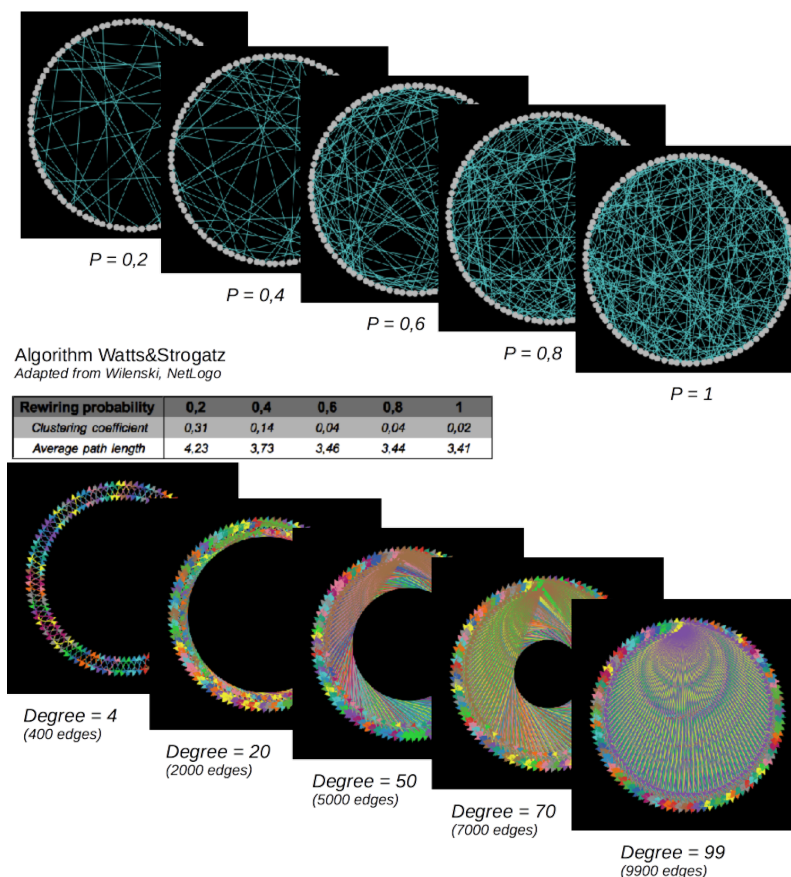 P = 0,2
P = 0,4
P = 0,6
P = 0,8
P = 1
Algorithm Watts&Strogatz
Adapted from Wilenski, NetLogo
Rewiring probability 0,2 0,4 0,6 0,8 1
Clustering coefficient 0,31 0,14 0,04 0,04 0,02
Average path length 4,23 3,73 3,46 3,44 3,41
Degree = 4
(400 edges)
Degree = 20
(2000 edges)
Degree = 50
(5000 edges)
Degree = 70
(7000 edges)
Degree = 99
(9900 edges)